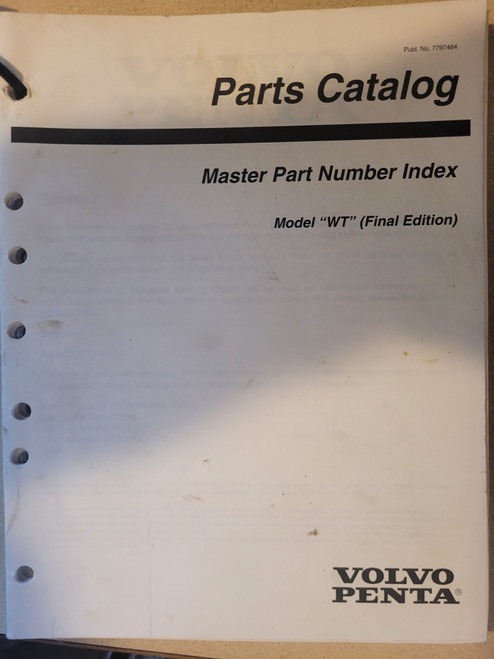 Publ. No. 7797464
Parts Catalog
Master Part Number Index
Model "WT" (Final Edition)
VOLVO
PENTA®